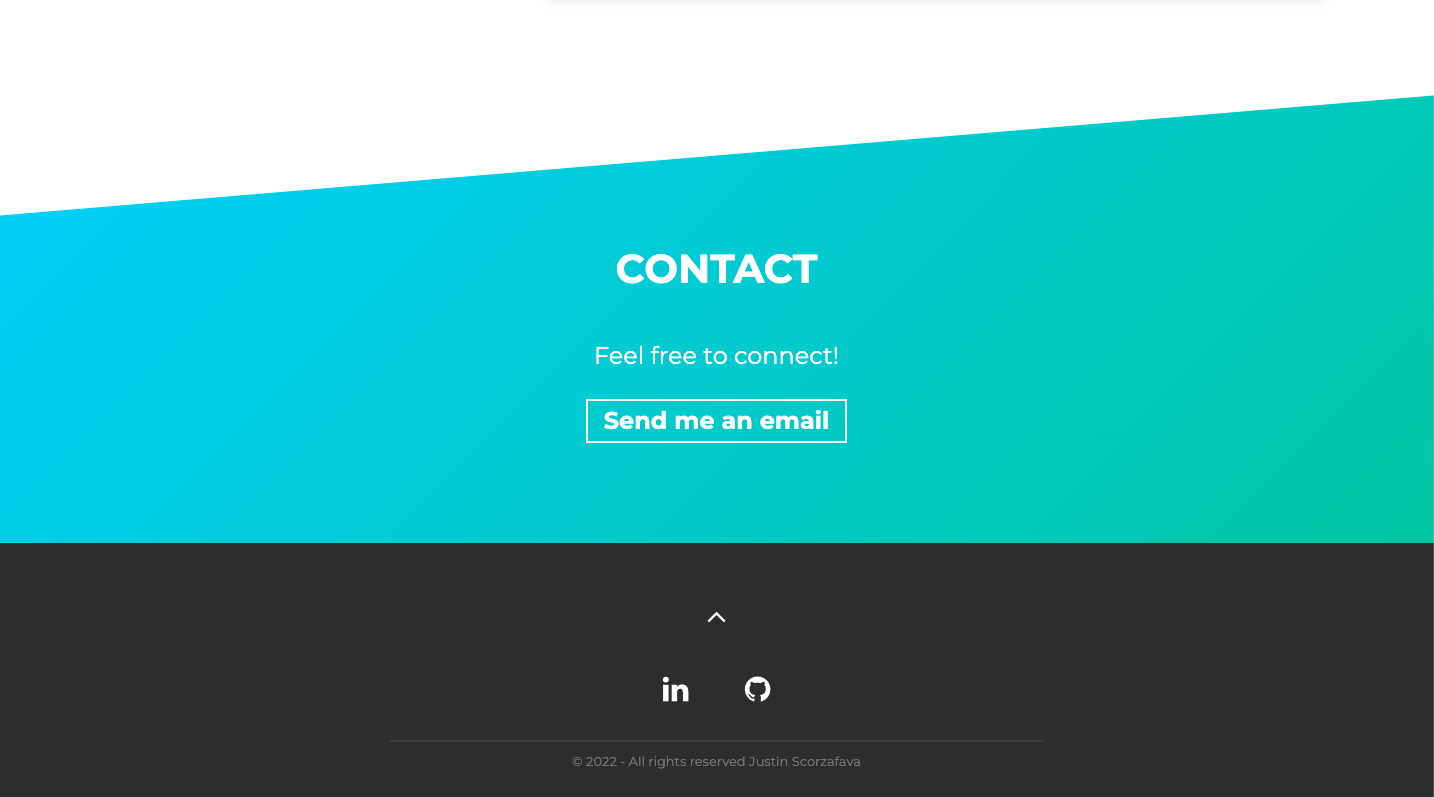 CONTACT
Feel free to connect!
Send me an email
in
© 2022 - All rights reserved Justin Scorzafava